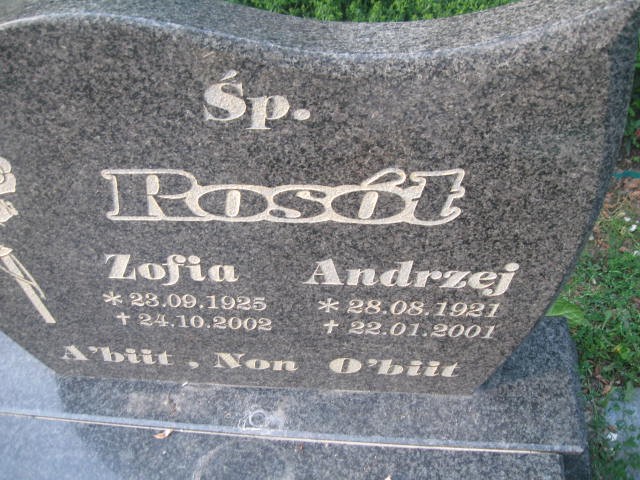 Śp.
Rosół
Zofia Andrzej
* 23.09.1925 * 28.08.1921
† 24.10.2002 † 22.01.2001
A'biit , Non O'biit